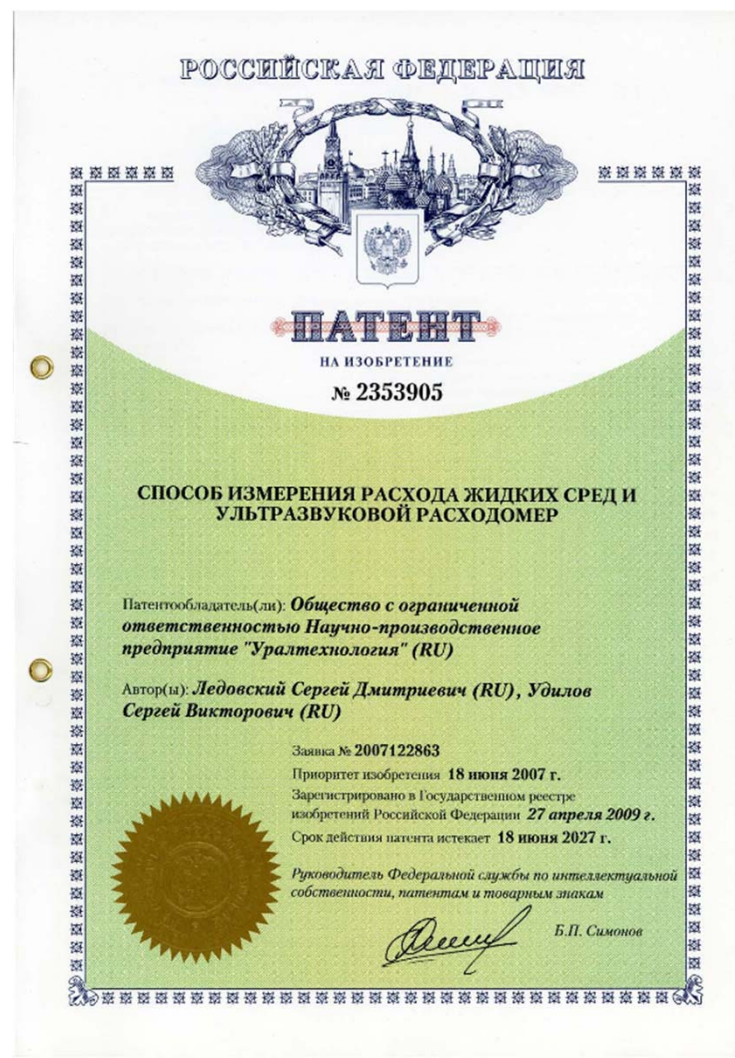 РОССИЙСКАЯ ФЕДЕРАЦИЯ
ПАТЕНТ
НА ИЗОБРЕТЕНИЕ
№ 2353905
СПОСОБ ИЗМЕРЕНИЯ РАСХОДА ЖИДКИХ СРЕД И
УЛЬТРАЗВУКОВОЙ РАСХОДОМЕР
Патентообладатель(ли): Общество с ограниченной
ответственностью Научно-производственное
предприятие "Уралтехнология" (RU)
Автор(ы): Ледовский Сергей Дмитриевич (RU), Удилов
Сергей Викторович (RU)
Заявка № 2007122863
Приоритет изобретения 18 июня 2007 г.
Зарегистрировано в Государственном реестре
изобретений Российской Федерации 27 апреля 2009 г.
Срок действия патента истекает 18 июня 2027 г.
Руководитель Федеральной службы по интеллектуальной
собственности, патентам и товарным знакам
Б.П. Симонов